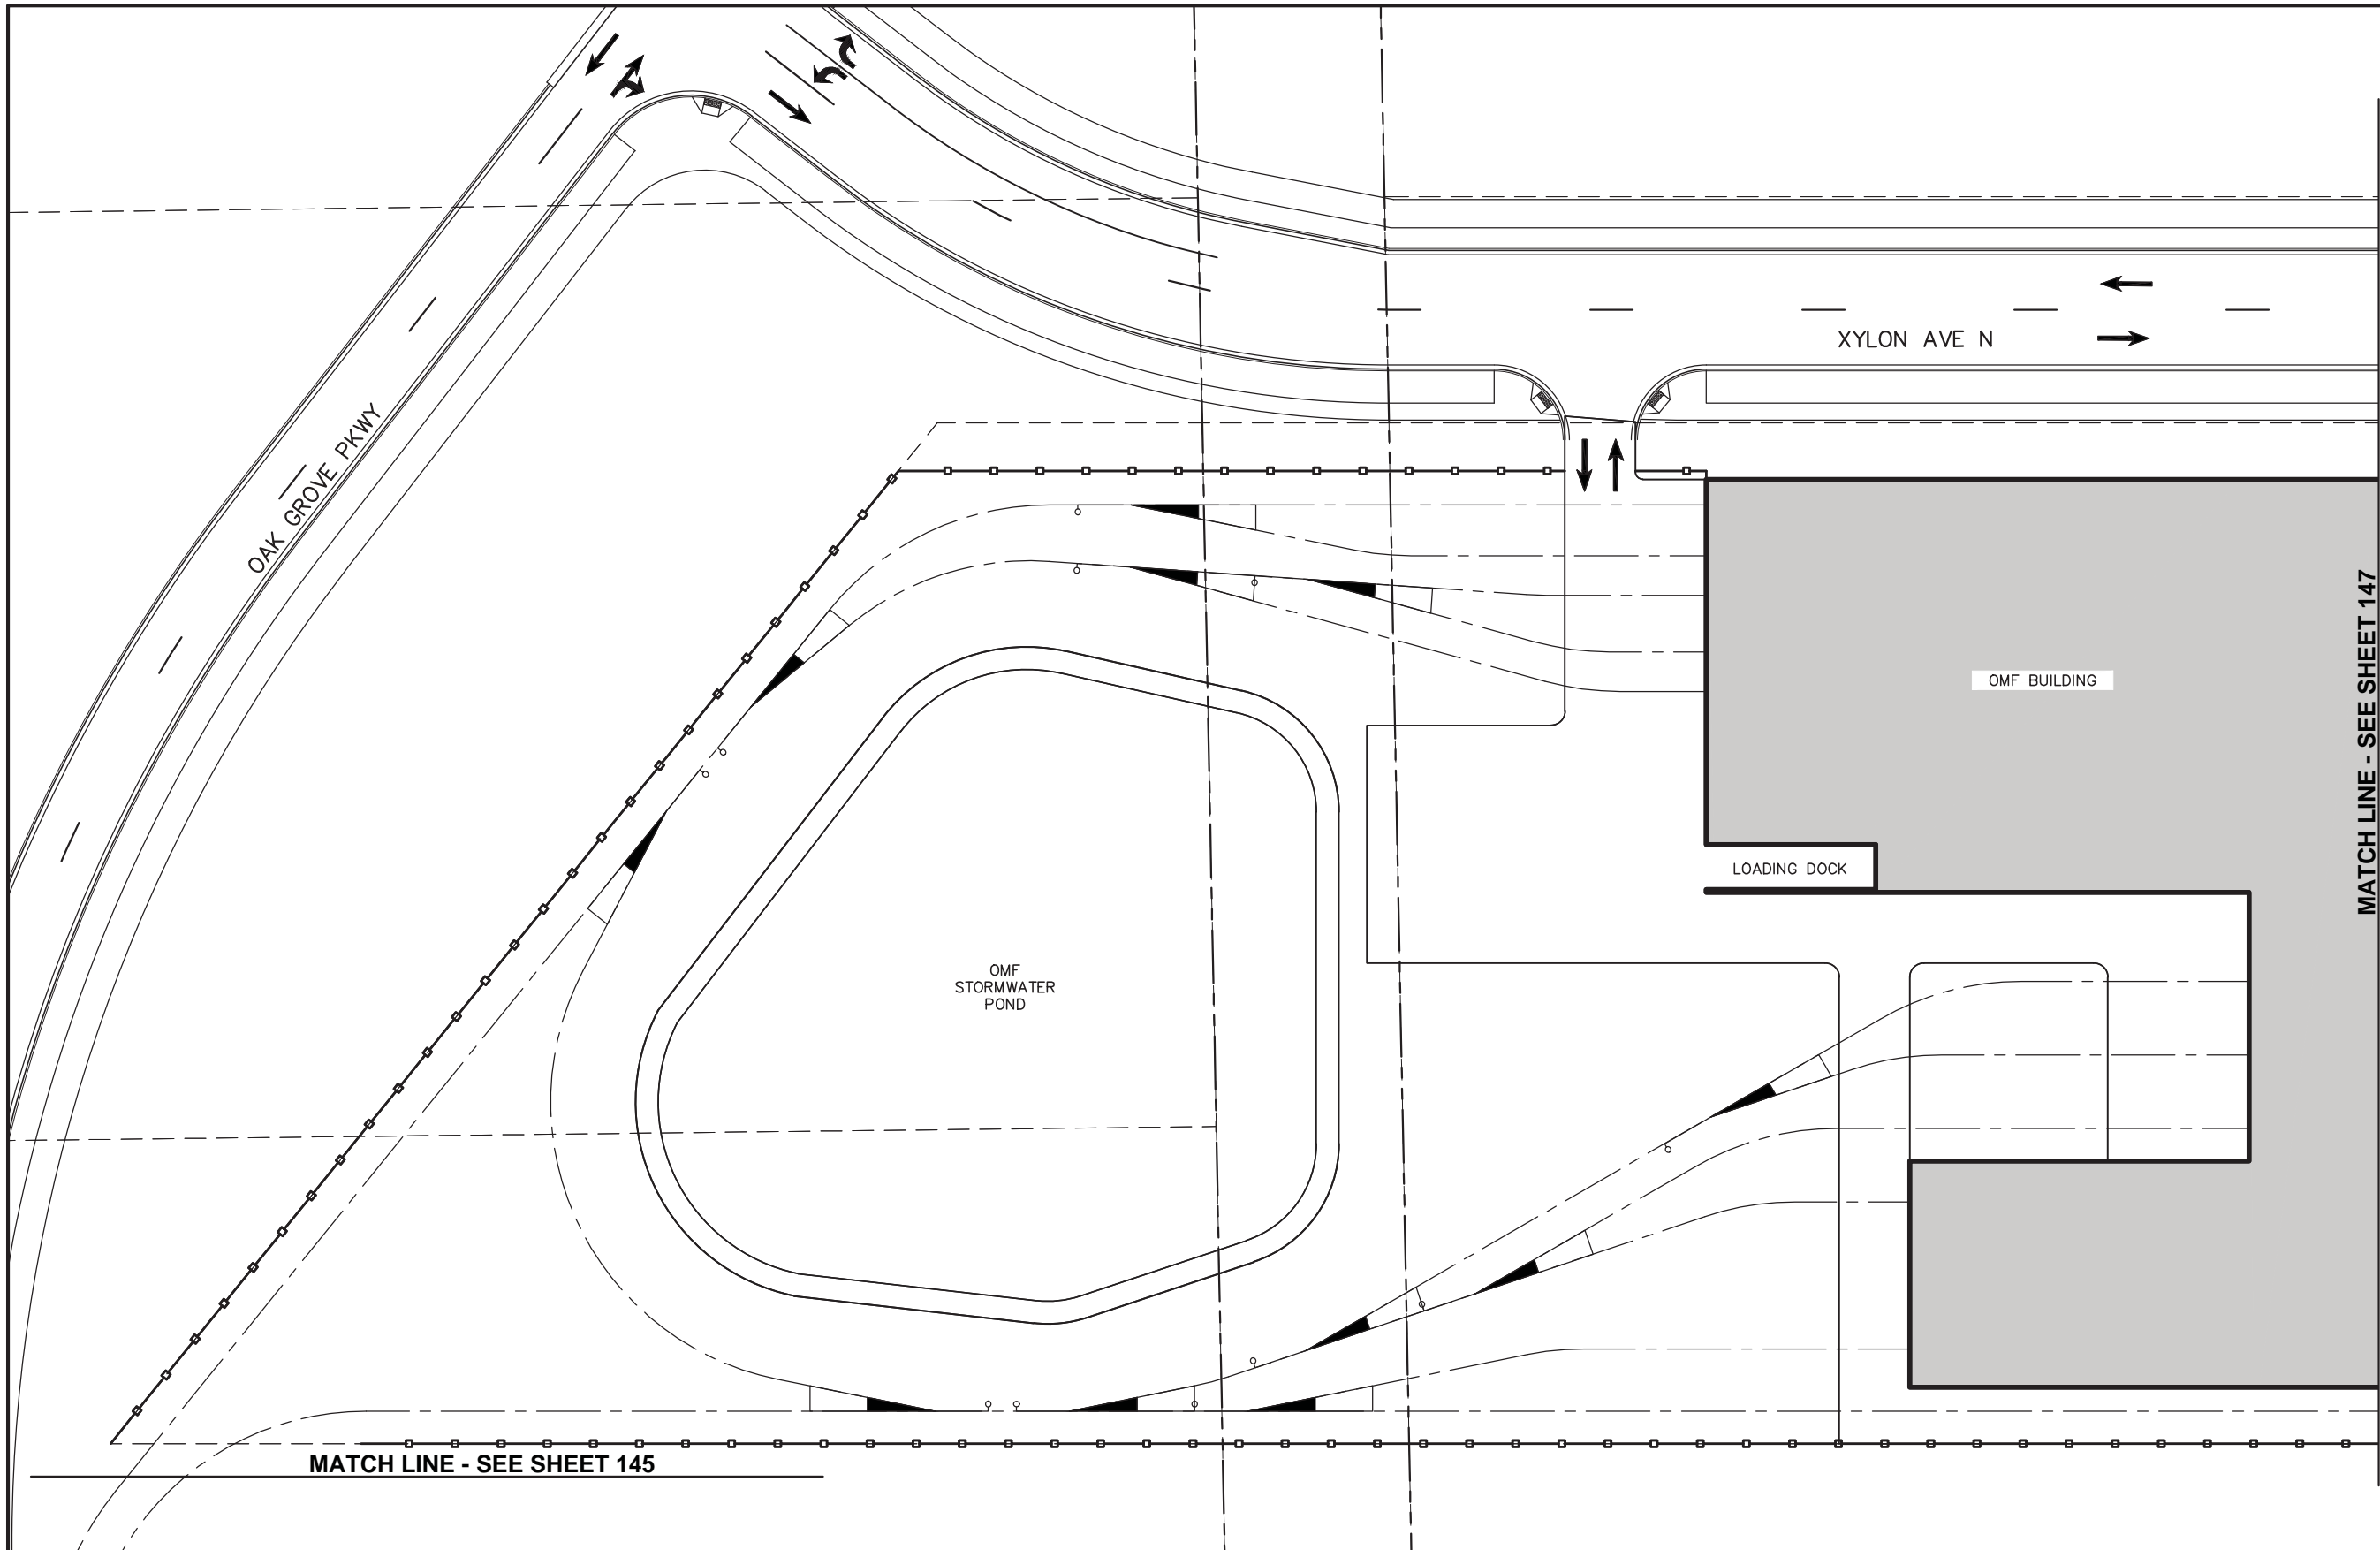 XYLON AVE N
OAK GROVE PKWY
OMF BUILDING
MATCH LINE - SEE SHEET 147
LOADING DOCK
OMF
STORMWATER
POND
MATCH LINE - SEE SHEET 145